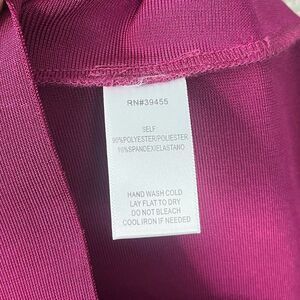 RN#39455
SELF
90%POLYESTER/POLIESTER
10%SPANDEX/ELASTANO
HAND WASH COLD
LAY FLAT TO DRY
DO NOT BLEACH
COOL IRON IF NEEDED